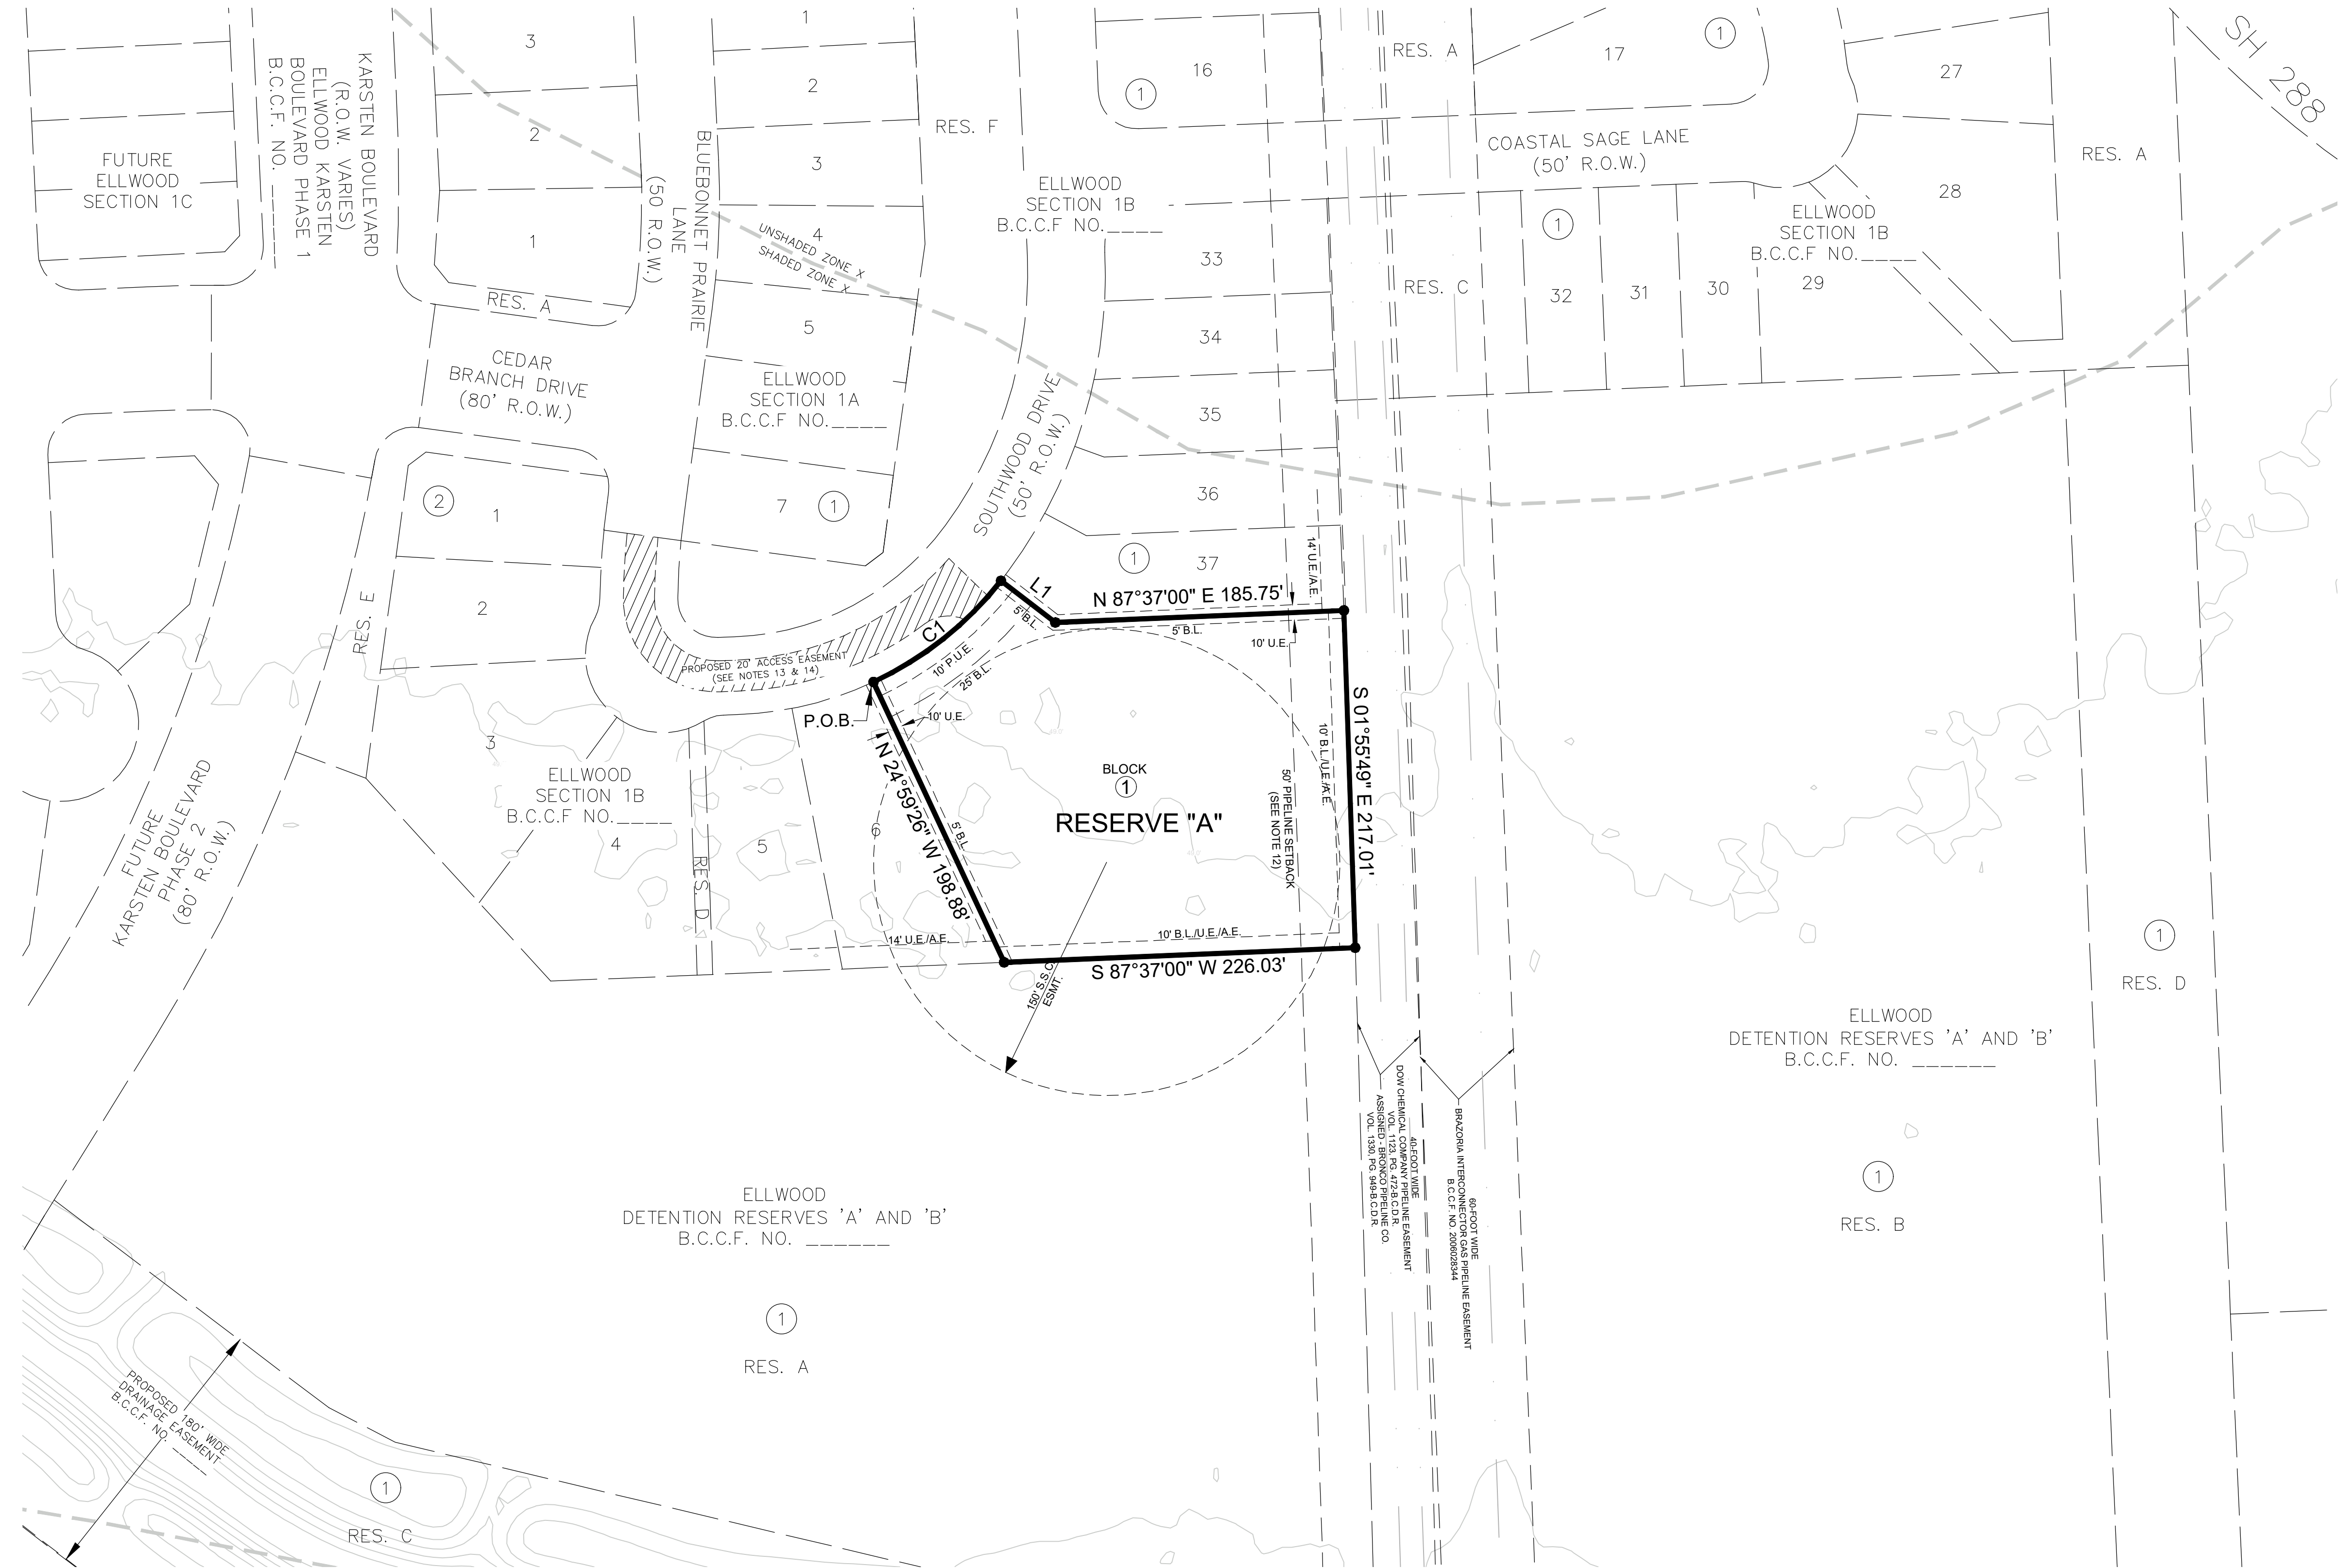 SH 288
3
2
1
RES. A
KARSTEN BOULEVARD
(R.O.W. VARIES)
ELLWOOD KARSTEN
BOULEVARD PHASE 1
B.C.C.F. NO. ______
FUTURE
ELLWOOD
SECTION 1C
BLUEBONNET PRAIRIE
LANE
(50 R.O.W.)
1
2
3
4
UNSHADED ZONE X
SHADED ZONE X
5
ELLWOOD
SECTION 1A
B.C.C.F NO.____
7
1
RES. F
CEDAR
BRANCH DRIVE
(80' R.O.W.)
1
16
ELLWOOD
SECTION 1B
B.C.C.F NO.____
33
34
35
36
37
1
SOUTHWOOD DRIVE
(50' R.O.W.)
RES. A
17
1
COASTAL SAGE LANE
(50' R.O.W.)
RES. C
1
32
31
30
29
ELLWOOD
SECTION 1B
B.C.C.F NO.____
27
28
RES. A
2
1
2
RES. E
3
ELLWOOD
SECTION 1B
B.C.C.F NO.____
4
RES. D
5
6
FUTURE
KARSTEN BOULEVARD
PHASE 2
(80' R.O.W.)
PROPOSED 20' ACCESS EASEMENT
(SEE NOTES 13 & 14)
P.O.B.
C1
L1
5' B.L.
N 87°37'00" E 185.75'
14' U.E./A.E.
5' B.L.
10' U.E.
10' P.U.E.
25' B.L.
10' U.E.
N 24°59'26" W 198.88'
5' B.L.
BLOCK
1
RESERVE "A"
50' PIPELINE SETBACK
(SEE NOTE 12)
10' B.L./U.E./A.E.
S 01°55'49" E 217.01'
14' U.E./A.E.
10' B.L./U.E./A.E.
S 87°37'00" W 226.03'
150' S.S.C.
ESMT.
40-FOOT WIDE
DOW CHEMICAL COMPANY PIPELINE EASEMENT
VOL. 1123, PG. 472-B.C.D.R.
ASSIGNED - BRONCO PIPELINE CO.
VOL. 1330, PG. 949-B.C.D.R.
60-FOOT WIDE
BRAZORIA INTERCONNECTOR GAS PIPELINE EASEMENT
B.C.C.F. NO. 2006028344
1
RES. D
ELLWOOD
DETENTION RESERVES 'A' AND 'B'
B.C.C.F. NO. ______
1
RES. B
ELLWOOD
DETENTION RESERVES 'A' AND 'B'
B.C.C.F. NO. ______
1
RES. A
PROPOSED 180' WIDE
DRAINAGE EASEMENT
B.C.C.F. NO. ______
1
RES. C